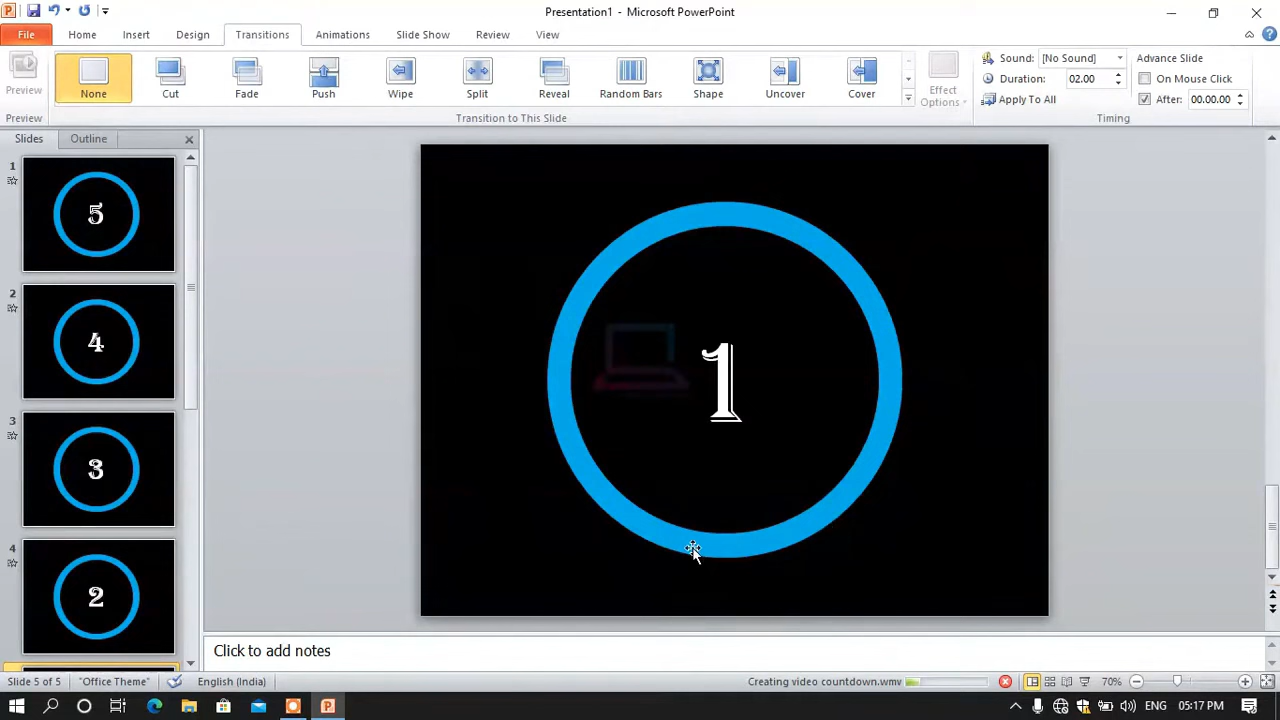 Presentation1 - Microsoft PowerPoint
File Home Insert Design Transitions Animations Slide Show Review View
Preview None Cut Fade Push Wipe Split Reveal Random Bars Shape Uncover Cover Effect Options
Sound: [No Sound] Advance Slide
Duration: 02.00 On Mouse Click
Apply To All After: 00:00.00
Preview Transition to This Slide Timing
Slides Outline
1
5
2
4
3
3
4
2
1
Click to add notes
Slide 5 of 5 "Office Theme" English (India) Creating video countdown.wmv 70%
ENG 05:17 PM